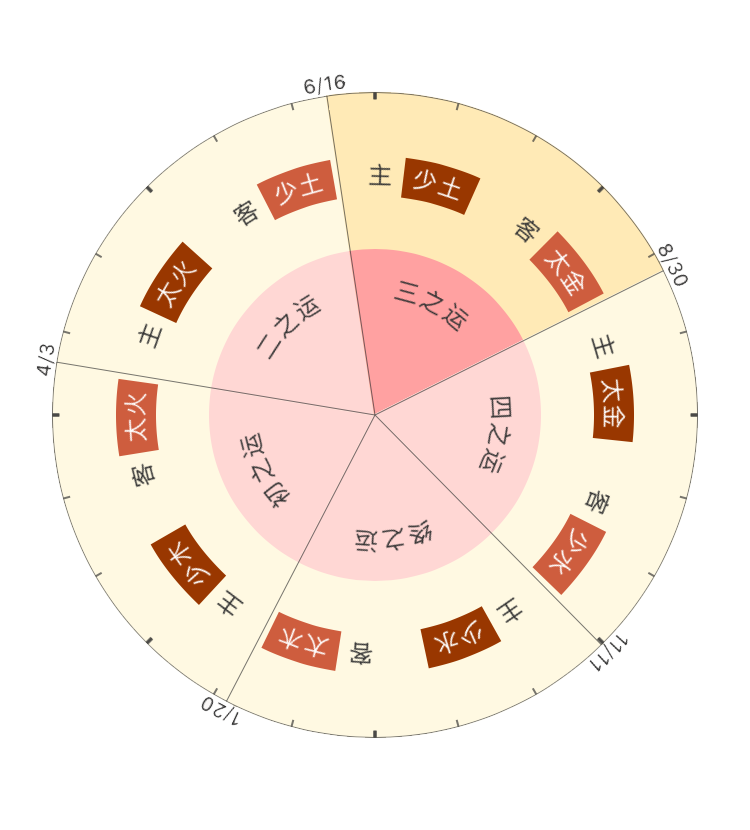 6/16
主 少土
客 太金
三之运
8/30
主 太金
客 少水
四之运
11/11
主 少水
客 太木
终之运
1/20
主 少木
客 太火
初之运
4/3
主 太火
客 少土
二之运